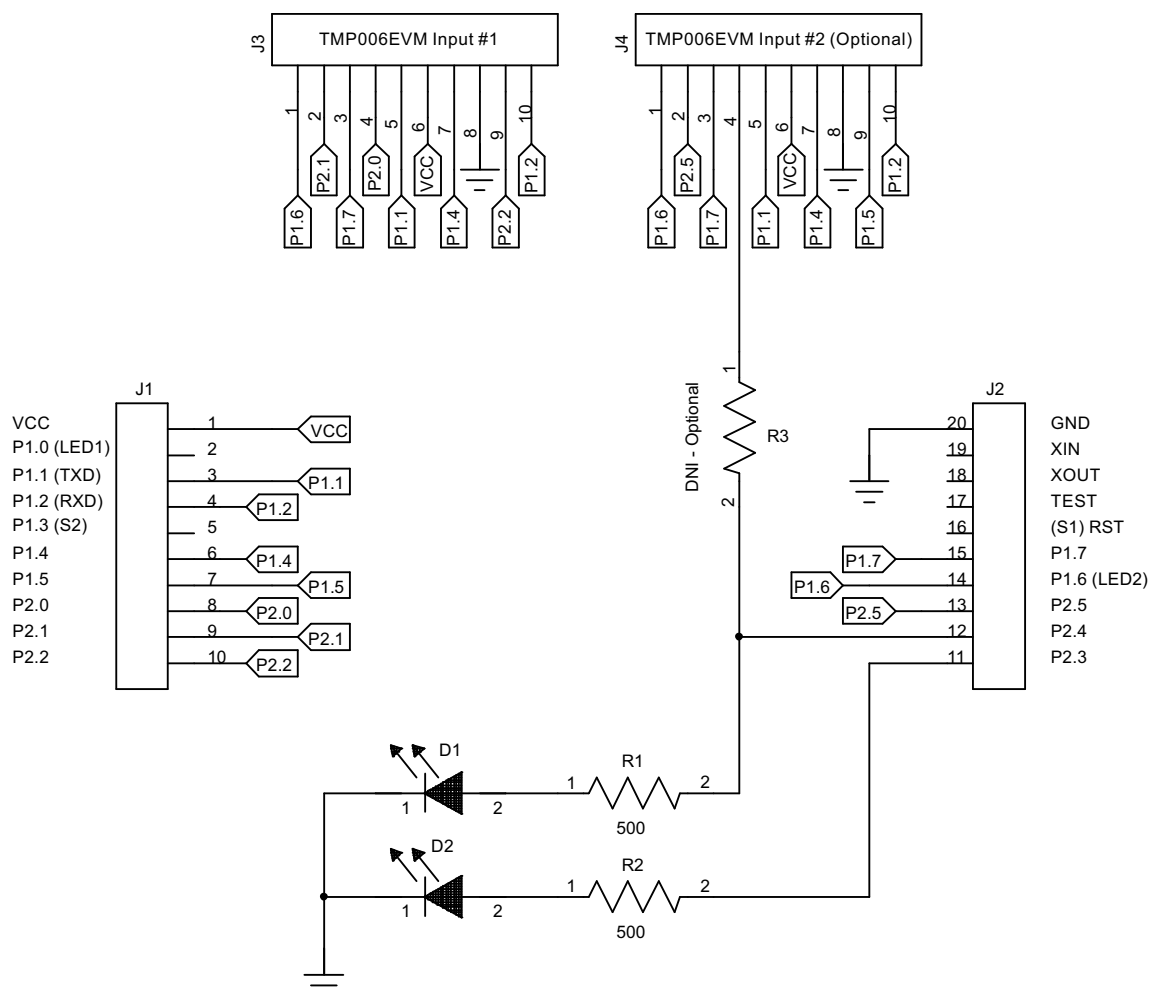 J3
TMP006EVM Input #1
1
2
3
4
5
6
7
8
9
10
P1.6
P2.1
P1.7
P2.0
P1.1
VCC
P1.4
P2.2
P1.2
J4
TMP006EVM Input #2 (Optional)
1
2
3
4
5
6
7
8
9
10
P1.6
P2.5
P1.7
P1.1
VCC
P1.4
P1.5
P1.2
J1
VCC 1 VCC
P1.0 (LED1) 2
P1.1 (TXD) 3 P1.1
P1.2 (RXD) 4 P1.2
P1.3 (S2) 5
P1.4 6 P1.4
P1.5 7 P1.5
P2.0 8 P2.0
P2.1 9 P2.1
P2.2 10 P2.2
1
DNI - Optional
R3
2
J2
20 GND
19 XIN
18 XOUT
17 TEST
16 (S1) RST
P1.7 15 P1.7
P1.6 14 P1.6 (LED2)
P2.5 13 P2.5
12 P2.4
11 P2.3
D1
1 2
R1
1 2
500
D2
1 2
R2
1 2
500